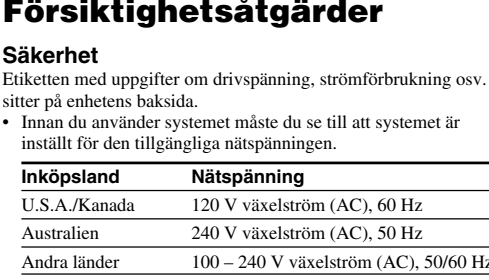 Försiktighetsåtgärder
Säkerhet
Etiketten med uppgifter om drivspänning, strömförbrukning osv.
sitter på enhetens baksida.
• Innan du använder systemet måste du se till att systemet är
inställt för den tillgängliga nätspänningen.
Inköpsland Nätspänning
U.S.A./Kanada 120 V växelström (AC), 60 Hz
Australien 240 V växelström (AC), 50 Hz
Andra länder 100 – 240 V växelström (AC), 50/60 Hz